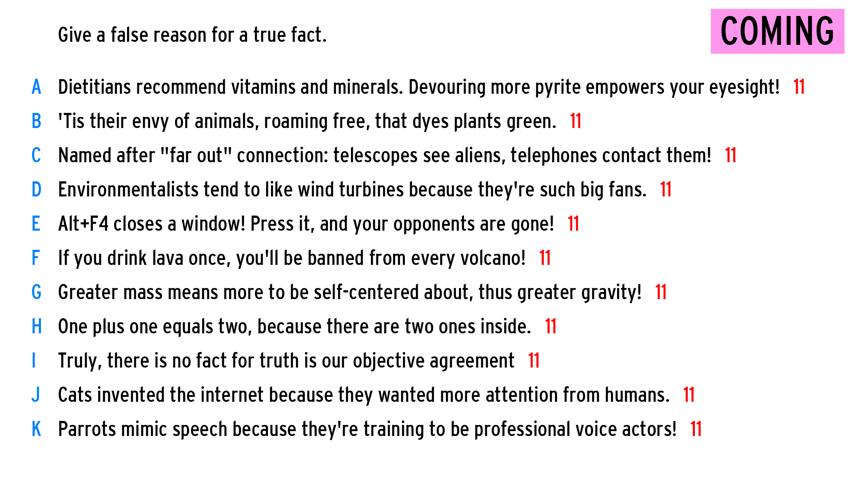 Give a false reason for a true fact.
COMING
A Dietitians recommend vitamins and minerals. Devouring more pyrite empowers your eyesight! 11
B 'Tis their envy of animals, roaming free, that dyes plants green. 11
C Named after "far out" connection: telescopes see aliens, telephones contact them! 11
D Environmentalists tend to like wind turbines because they're such big fans. 11
E Alt+F4 closes a window! Press it, and your opponents are gone! 11
F If you drink lava once, you'll be banned from every volcano! 11
G Greater mass means more to be self-centered about, thus greater gravity! 11
H One plus one equals two, because there are two ones inside. 11
I Truly, there is no fact for truth is our objective agreement 11
J Cats invented the internet because they wanted more attention from humans. 11
K Parrots mimic speech because they're training to be professional voice actors! 11